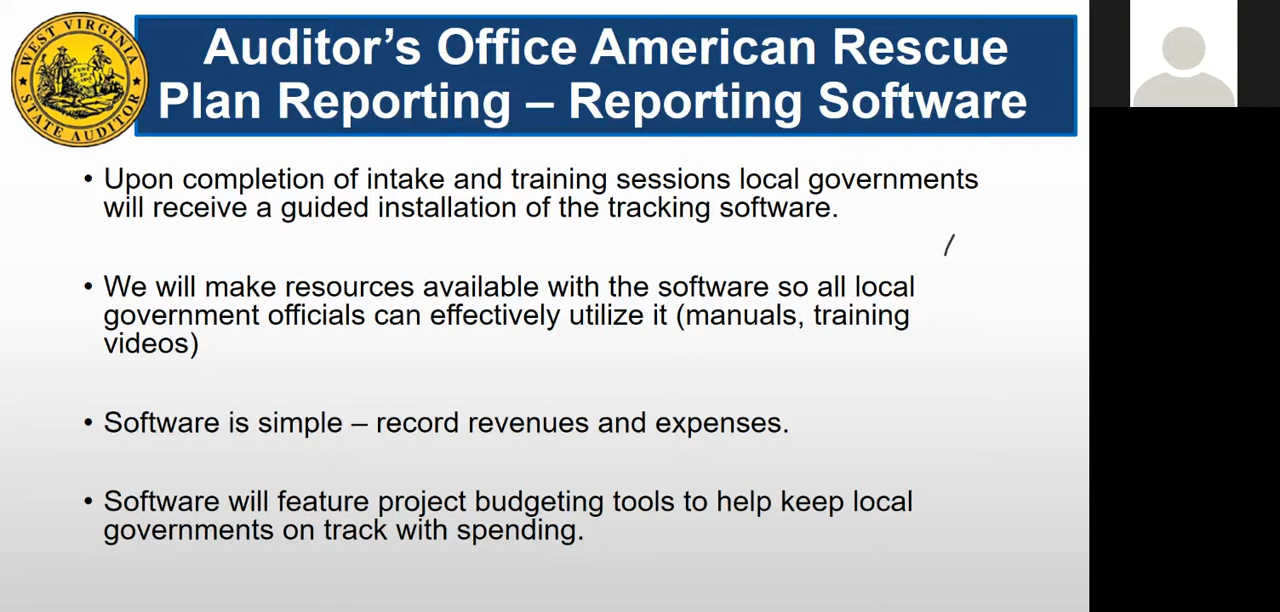 WEST VIRGINIA
STATE AUDITOR
Auditor's Office American Rescue
Plan Reporting – Reporting Software
• Upon completion of intake and training sessions local governments
will receive a guided installation of the tracking software.
• We will make resources available with the software so all local
government officials can effectively utilize it (manuals, training
videos)
• Software is simple – record revenues and expenses.
• Software will feature project budgeting tools to help keep local
governments on track with spending.